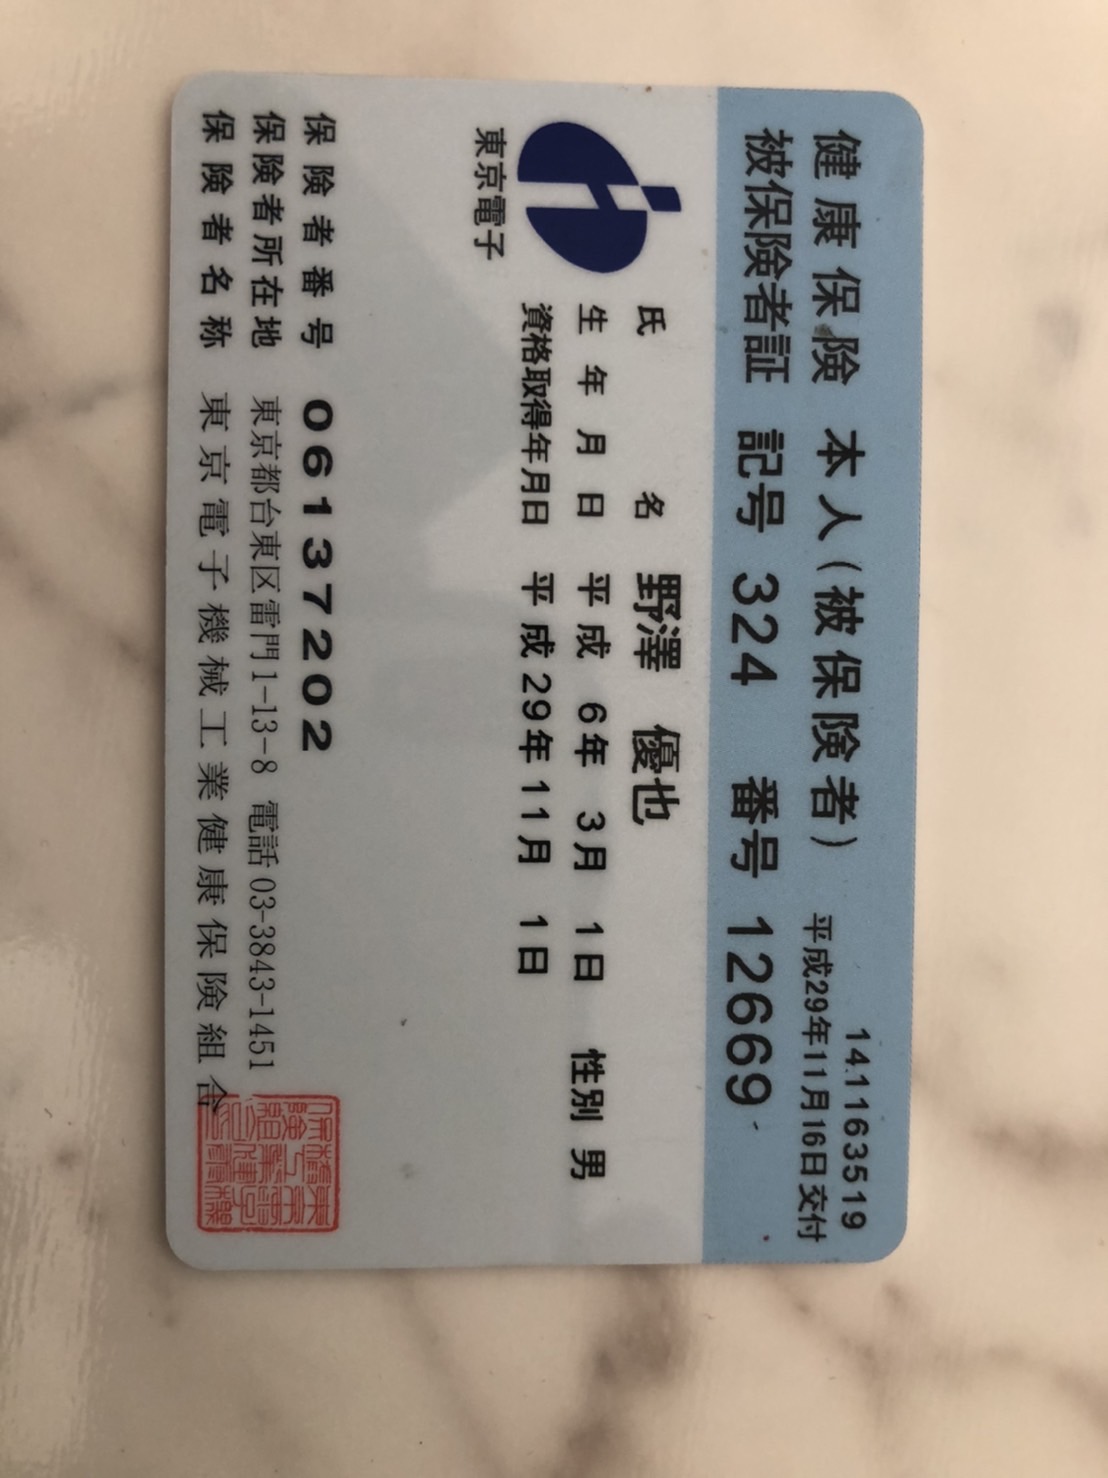 健康保険 本人(被保険者) 14.1163519
被保険者証 平成29年11月16日交付
記号 324 番号 12669
氏名 野澤 優也
生年月日 平成 6年 3月 1日 性別 男
資格取得年月日 平成29年11月 1日
東京電子
保険者番号 06137202
保険者所在地 東京都台東区雷門1-13-8 電話03-3843-1451
保険者名称 東京電子機械工業健康保険組合